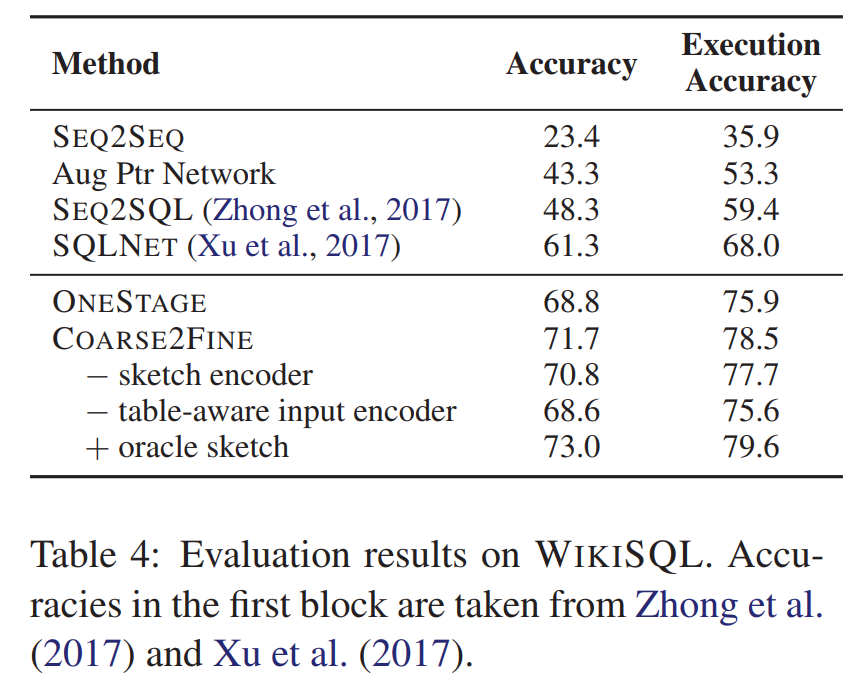 Method Accuracy Execution Accuracy
SEQ2SEQ 23.4 35.9
Aug Ptr Network 43.3 53.3
SEQ2SQL (Zhong et al., 2017) 48.3 59.4
SQLNET (Xu et al., 2017) 61.3 68.0
ONESTAGE 68.8 75.9
COARSE2FINE 71.7 78.5
− sketch encoder 70.8 77.7
− table-aware input encoder 68.6 75.6
+ oracle sketch 73.0 79.6
Table 4: Evaluation results on WIKISQL. Accu-
racies in the first block are taken from Zhong et al.
(2017) and Xu et al. (2017).